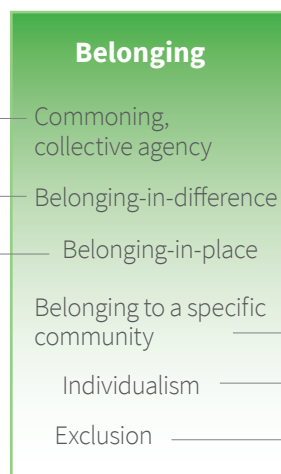 Belonging
Commoning,
collective agency
Belonging-in-difference
Belonging-in-place
Belonging to a specific
community
Individualism
Exclusion